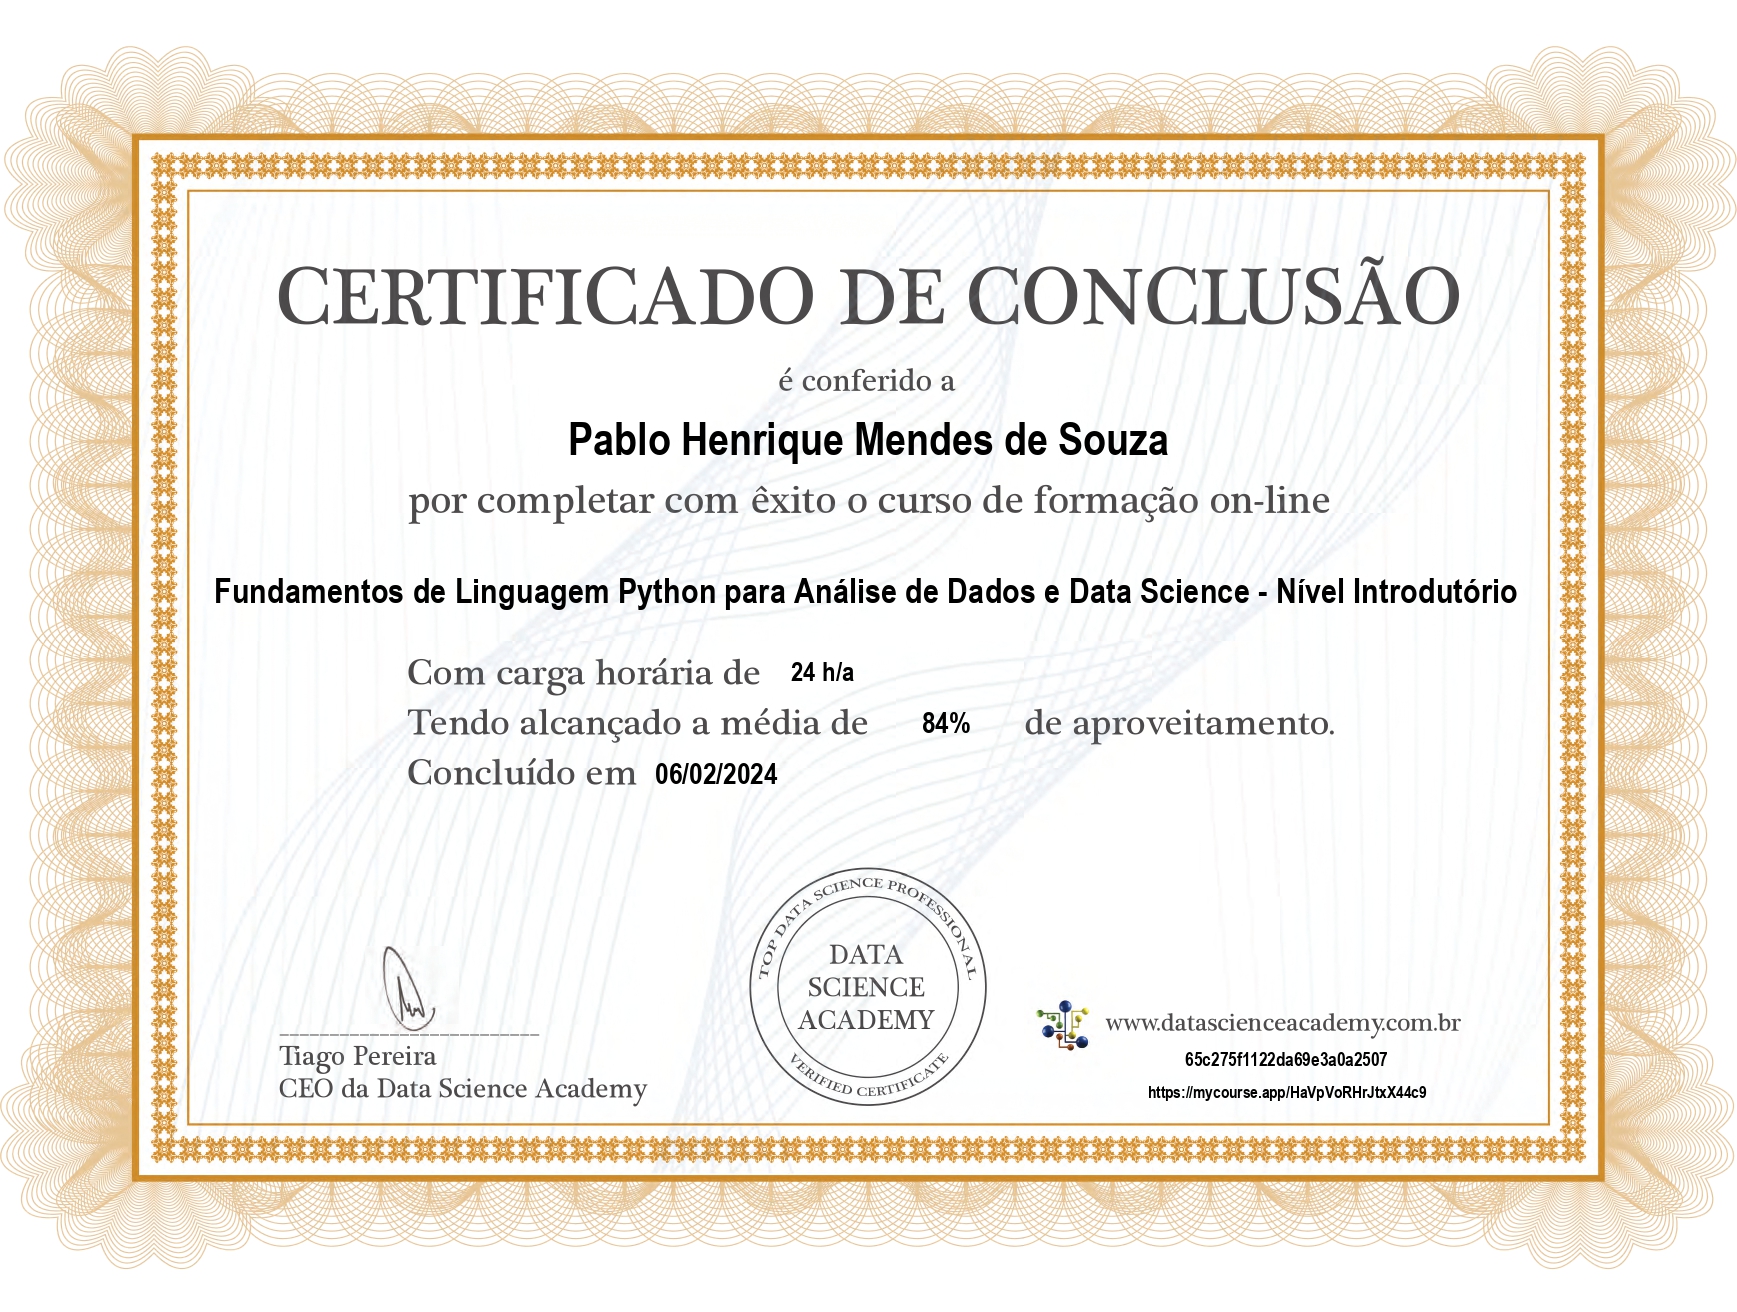 CERTIFICADO DE CONCLUSÃO
é conferido a
Pablo Henrique Mendes de Souza
por completar com êxito o curso de formação on-line
Fundamentos de Linguagem Python para Análise de Dados e Data Science - Nível Introdutório
Com carga horária de 24 h/a
Tendo alcançado a média de 84% de aproveitamento.
Concluído em 06/02/2024
Tiago Pereira
CEO da Data Science Academy
TOP DATA SCIENCE PROFESSIONAL
DATA
SCIENCE
ACADEMY
VERIFIED CERTIFICATE
www.datascienceacademy.com.br
65c275f1122da69e3a0a2507
https://mycourse.app/HaVpVoRHrJtxX44c9